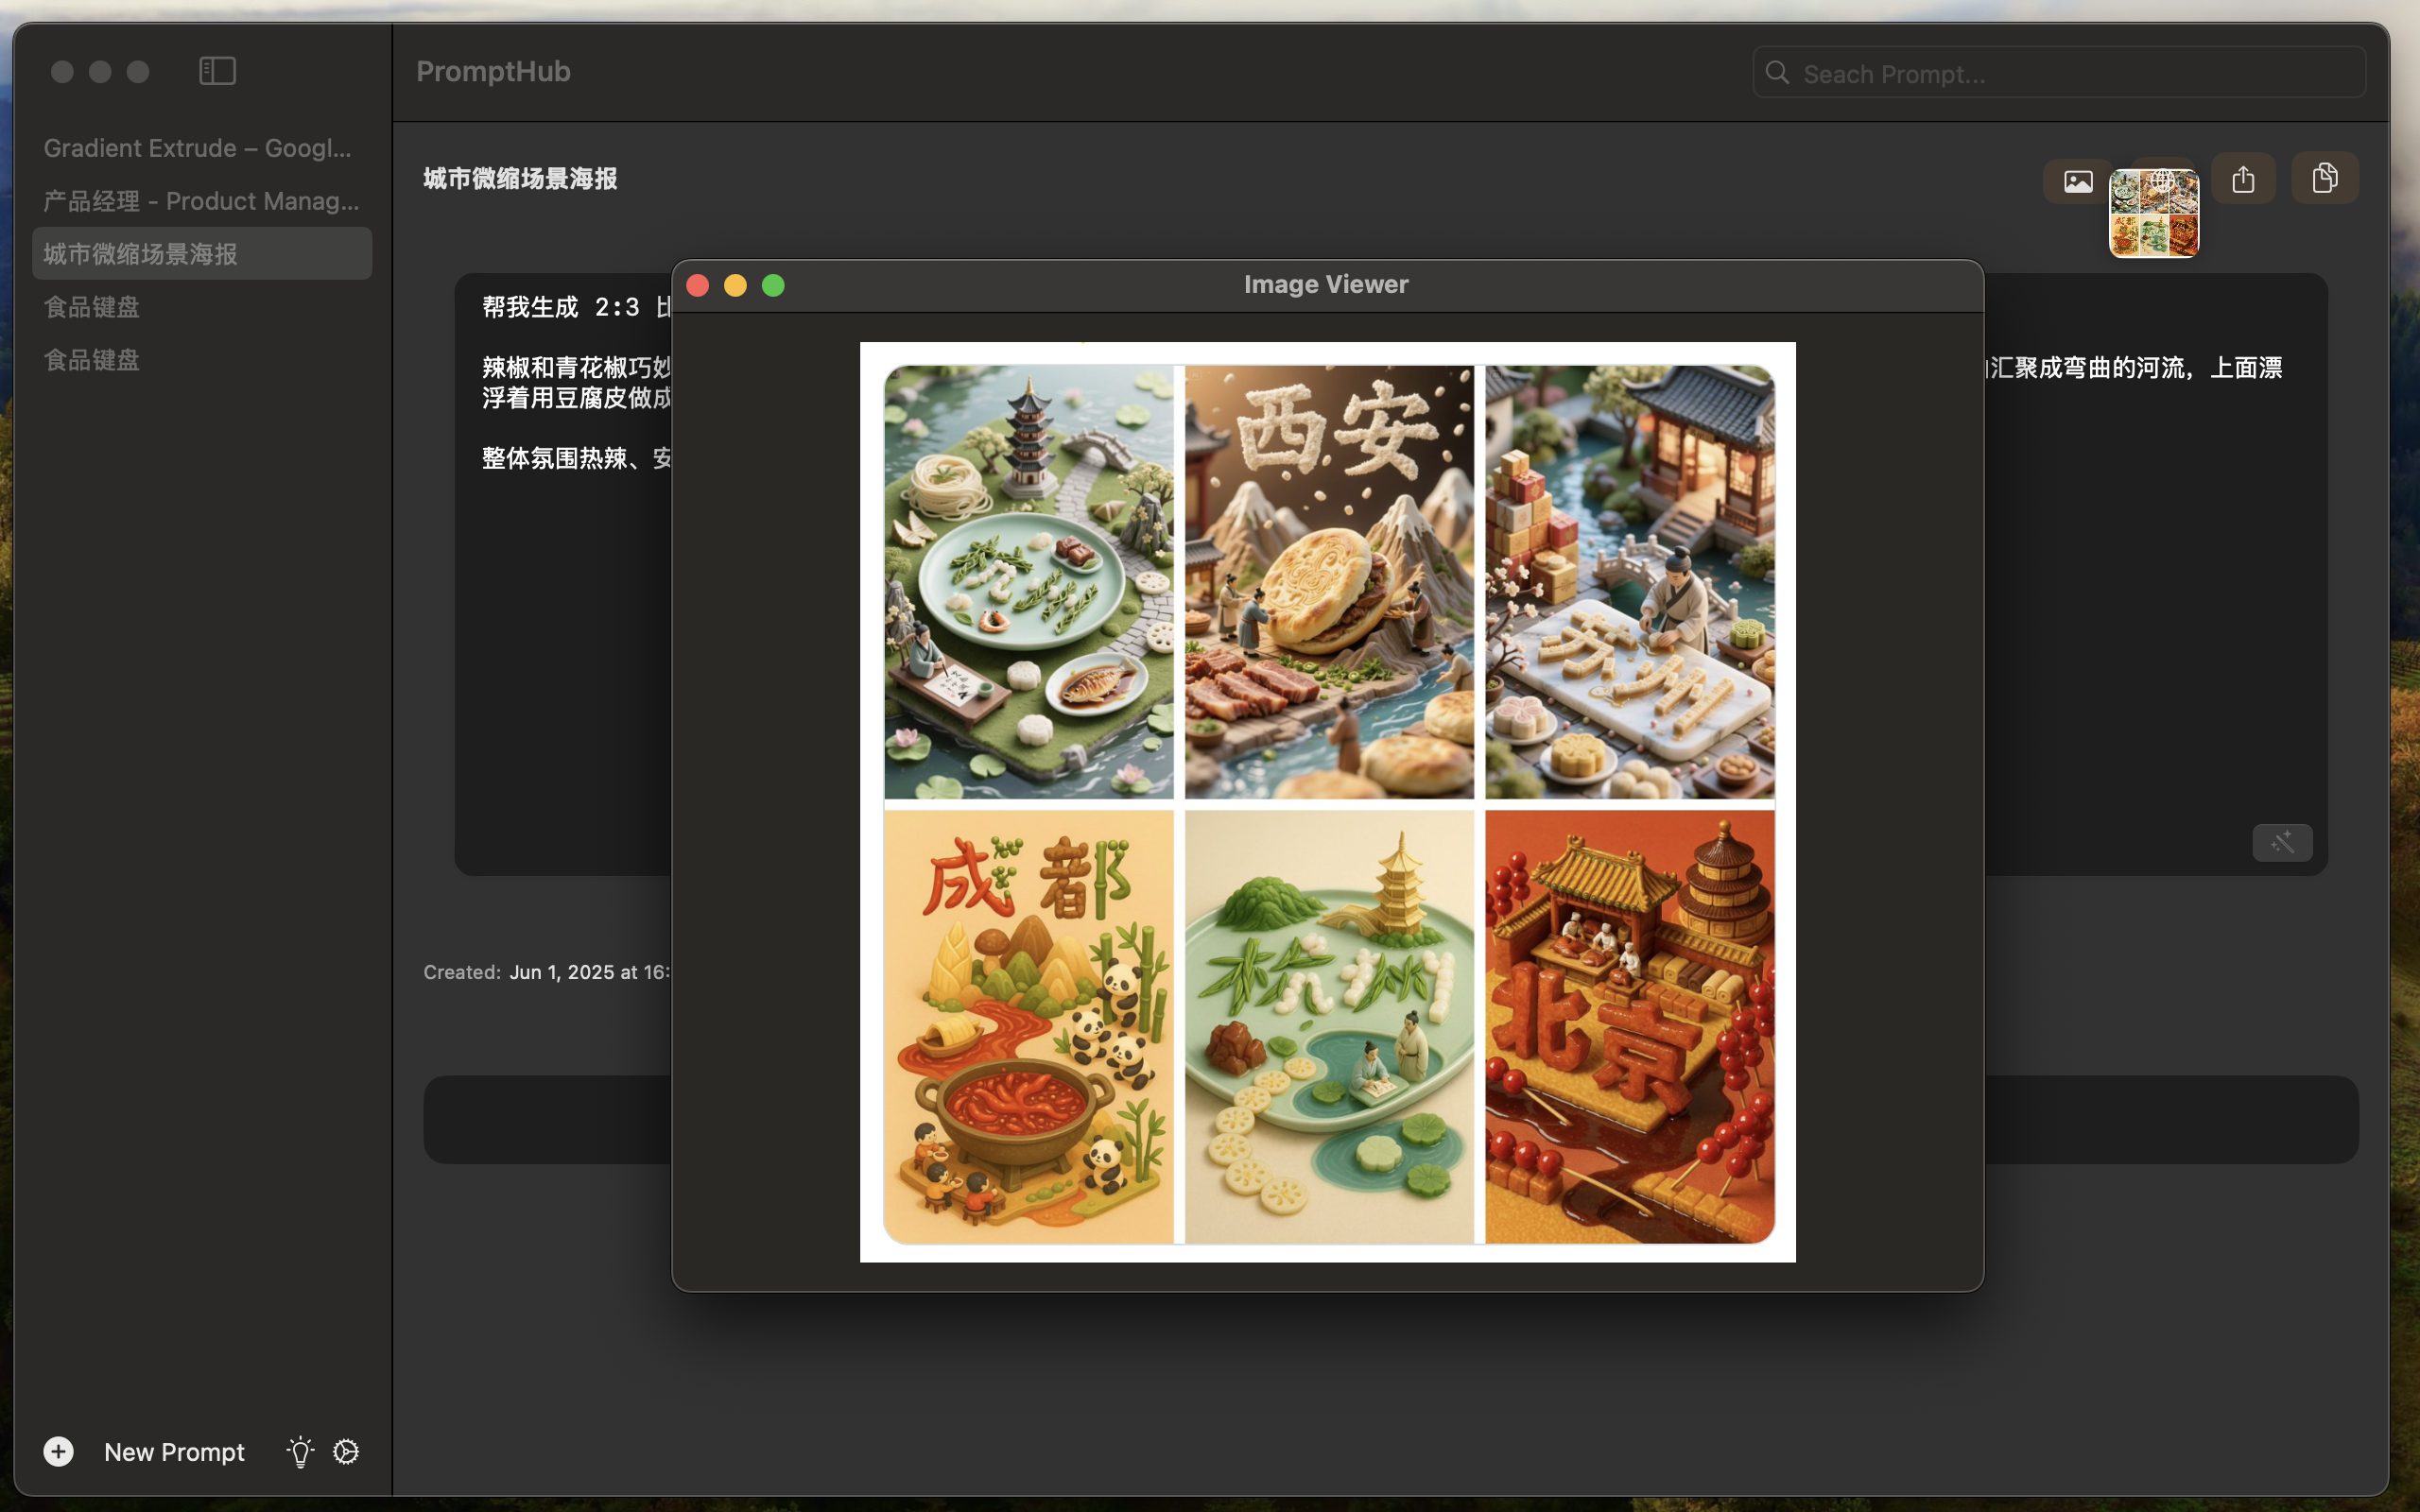 PromptHub
Seach Prompt...
Gradient Extrude – Googl...
产品经理 - Product Manag...
城市微缩场景海报
食品键盘
食品键盘
城市微缩场景海报
帮我生成 2:3 比
辣椒和青花椒巧妙
汇聚成弯曲的河流，上面漂
浮着用豆腐皮做成
整体氛围热辣、安
Image Viewer
杭州
西安
苏州
成都
杭州
北京
Created: Jun 1, 2025 at 16:
New Prompt